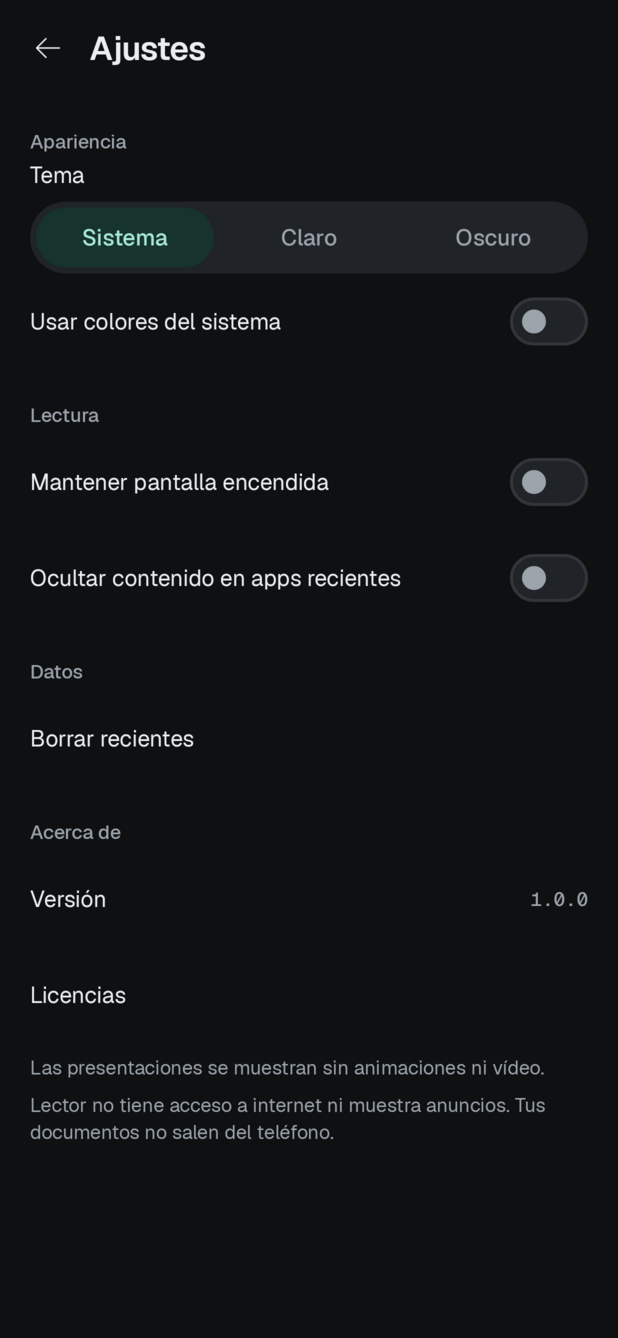 Ajustes
Apariencia
Tema
Sistema Claro Oscuro
Usar colores del sistema
Lectura
Mantener pantalla encendida
Ocultar contenido en apps recientes
Datos
Borrar recientes
Acerca de
Versión 1.0.0
Licencias
Las presentaciones se muestran sin animaciones ni vídeo.
Lector no tiene acceso a internet ni muestra anuncios. Tus
documentos no salen del teléfono.